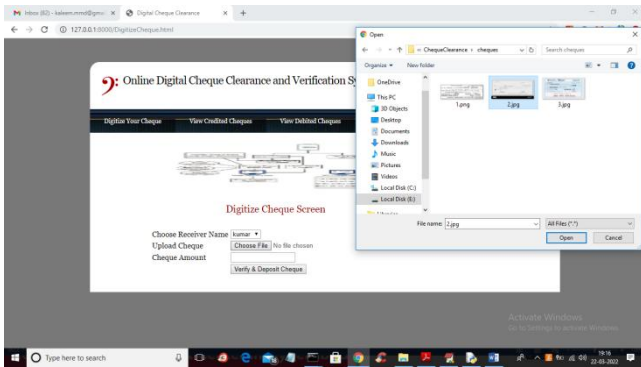 Inbox (62) - kaleem.mmd@gmai
Digital Cheque Clearance
127.0.0.1:8000/DigitizeCheque.html
Online Digital Cheque Clearance and Verification Sy
Digitize Your Cheque
View Credited Cheques
View Debited Cheques
Digitize Cheque Screen
Choose Receiver Name kumar
Upload Cheque Choose File No file chosen
Cheque Amount
Verify & Deposit Cheque
Open
« ChequeClearance › cheques
Search cheques
Organize
New folder
OneDrive
This PC
3D Objects
Desktop
Documents
Downloads
Music
Pictures
Videos
Local Disk (C:)
Local Disk (E:)
1.png
2.jpg
3.jpg
File name: 2.jpg
All Files (*.*)
Open
Cancel
Activate Windows
Go to Settings to activate Windows.
Type here to search
19:16
22-03-2022